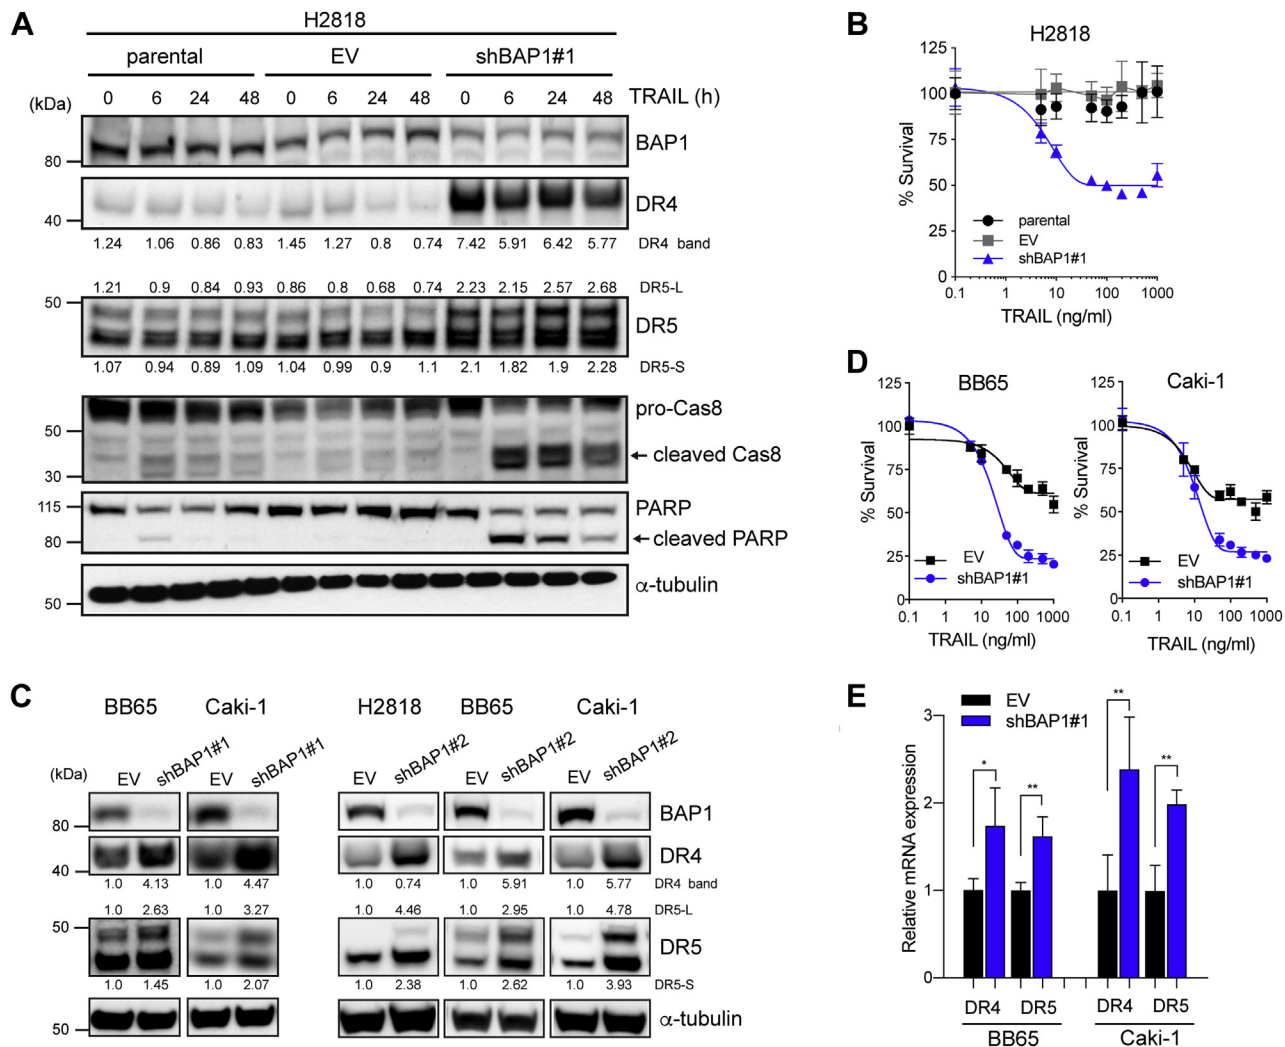 A
H2818
parental EV shBAP1#1
(kDa) 0 6 24 48 0 6 24 48 0 6 24 48 TRAIL (h)
BAP1
80
DR4
40
1.24 1.06 0.86 0.83 1.45 1.27 0.8 0.74 7.42 5.91 6.42 5.77 DR4 band
1.21 0.9 0.84 0.93 0.86 0.8 0.68 0.74 2.23 2.15 2.57 2.68 DR5-L
50
DR5
1.07 0.94 0.89 1.09 1.04 0.99 0.9 1.1 2.1 1.82 1.9 2.28 DR5-S
pro-Cas8
50
← cleaved Cas8
30
115 PARP
80 ← cleaved PARP
α-tubulin
50
B
H2818
125
100
75
50
25
0
% Survival
parental
EV
shBAP1#1
0.1 1 10 100 1000
TRAIL (ng/ml)
D
BB65
125
100
75
50
25
0
% Survival
EV
shBAP1#1
0.1 1 10 100 1000
TRAIL (ng/ml)
Caki-1
125
100
75
50
25
0
% Survival
EV
shBAP1#1
0.1 1 10 100 1000
TRAIL (ng/ml)
C
BB65 Caki-1 H2818 BB65 Caki-1
(kDa) EV shBAP1#1 EV shBAP1#1 EV shBAP1#2 EV shBAP1#2 EV shBAP1#2
BAP1
80
DR4
40
1.0 4.13 1.0 4.47 1.0 0.74 1.0 5.91 1.0 5.77 DR4 band
1.0 2.63 1.0 3.27 1.0 4.46 1.0 2.95 1.0 4.78 DR5-L
50
DR5
1.0 1.45 1.0 2.07 1.0 2.38 1.0 2.62 1.0 3.93 DR5-S
α-tubulin
50
E
EV
shBAP1#1
3
2
1
0
Relative mRNA expression
* ** ** **
DR4 DR5 DR4 DR5
BB65 Caki-1